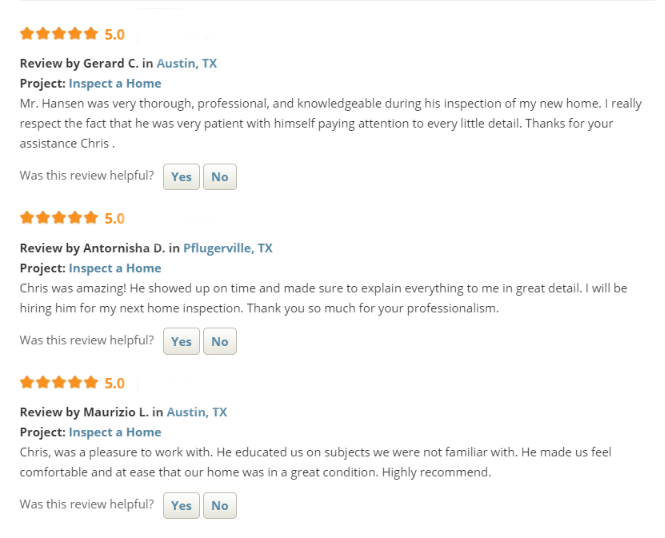 5.0
Review by Gerard C. in Austin, TX
Project: Inspect a Home
Mr. Hansen was very thorough, professional, and knowledgeable during his inspection of my new home. I really
respect the fact that he was very patient with himself paying attention to every little detail. Thanks for your
assistance Chris .
Was this review helpful? Yes No
5.0
Review by Antornisha D. in Pflugerville, TX
Project: Inspect a Home
Chris was amazing! He showed up on time and made sure to explain everything to me in great detail. I will be
hiring him for my next home inspection. Thank you so much for your professionalism.
Was this review helpful? Yes No
5.0
Review by Maurizio L. in Austin, TX
Project: Inspect a Home
Chris, was a pleasure to work with. He educated us on subjects we were not familiar with. He made us feel
comfortable and at ease that our home was in a great condition. Highly recommend.
Was this review helpful? Yes No